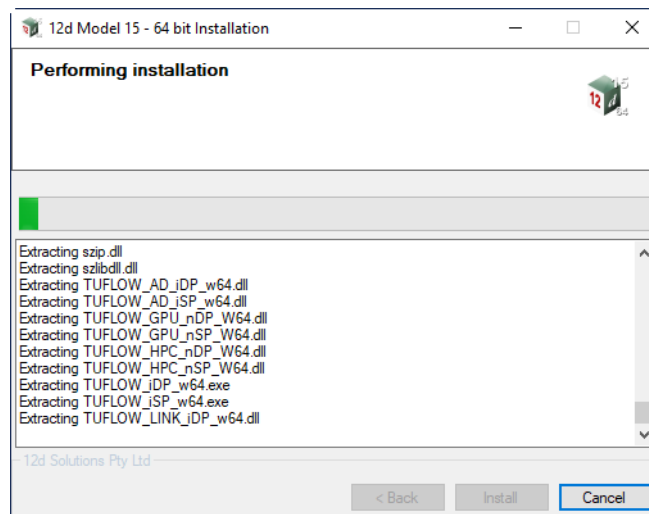 12d Model 15 - 64 bit Installation
Performing installation
15
12 d
64
Extracting szip.dll
Extracting szlibdll.dll
Extracting TUFLOW_AD_iDP_w64.dll
Extracting TUFLOW_AD_iSP_w64.dll
Extracting TUFLOW_GPU_nDP_W64.dll
Extracting TUFLOW_GPU_nSP_W64.dll
Extracting TUFLOW_HPC_nDP_W64.dll
Extracting TUFLOW_HPC_nSP_W64.dll
Extracting TUFLOW_iDP_w64.exe
Extracting TUFLOW_iSP_w64.exe
Extracting TUFLOW_LINK_iDP_w64.dll
12d Solutions Pty Ltd
< Back Install Cancel